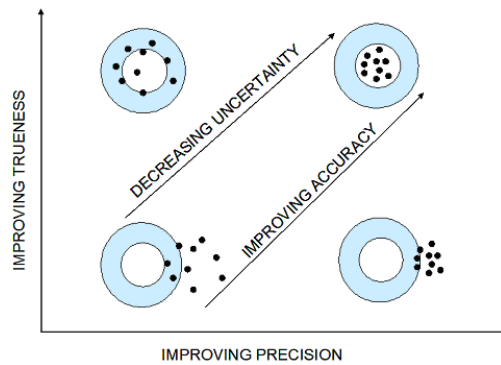 IMPROVING TRUENESS
DECREASING UNCERTAINTY
IMPROVING ACCURACY
IMPROVING PRECISION